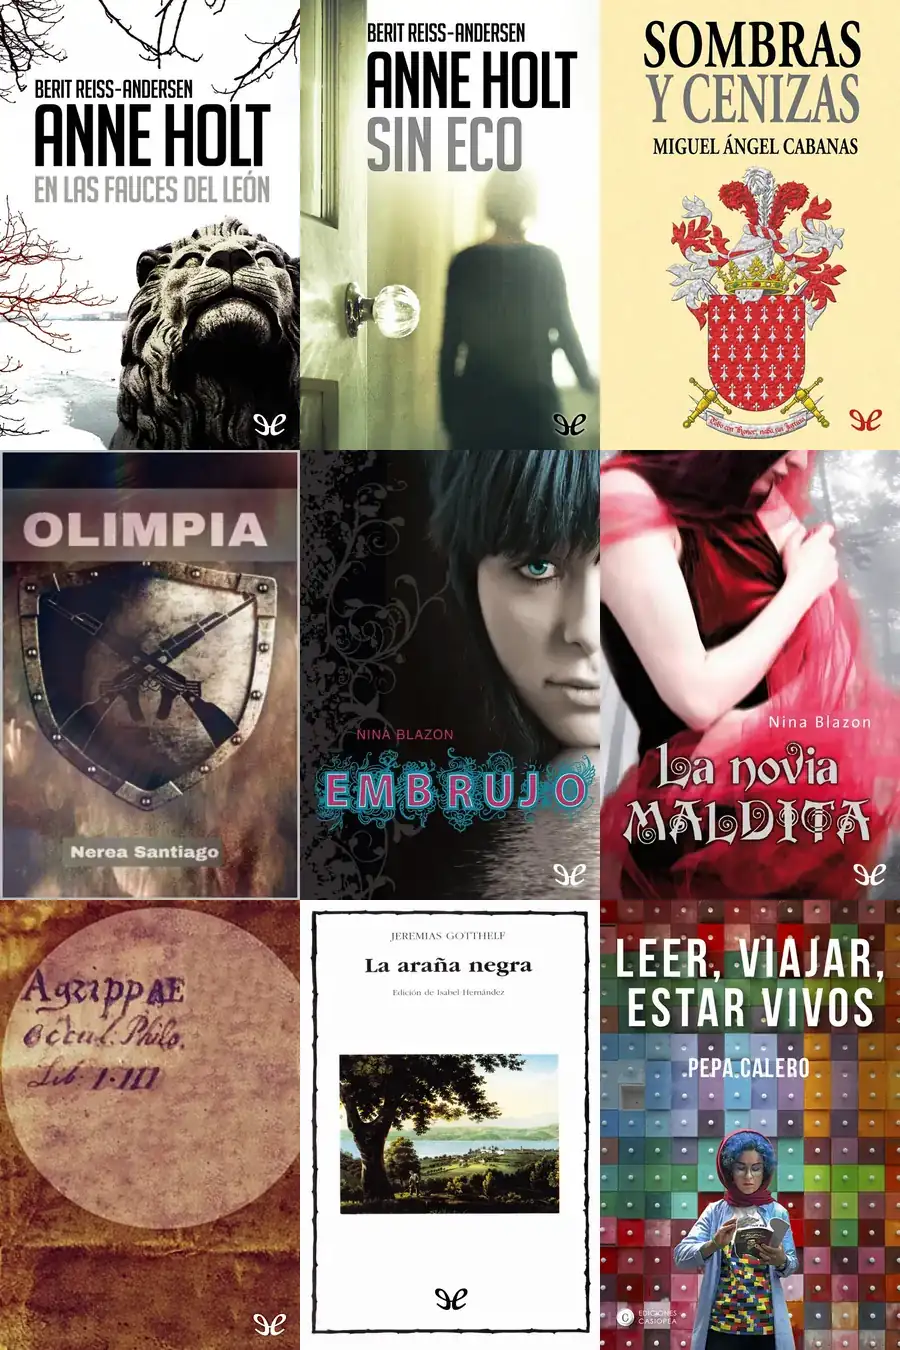 BERIT REISS-ANDERSEN
ANNE HOLT
EN LAS FAUCES DEL LEÓN
BERIT REISS-ANDERSEN
ANNE HOLT
SIN ECO
SOMBRAS
Y CENIZAS
MIGUEL ÁNGEL CABANAS
OLIMPIA
Nerea Santiago
NINA BLAZON
EMBRUJO
Nina Blazon
La novia
MALDITA
AgrippAE
Occul. Philo.
Lib. I-III
JEREMIAS GOTTHELF
La araña negra
Edición de Isabel Hernández
LEER, VIAJAR,
ESTAR VIVOS
PEPA CALERO
C EDICIONES
CASIOPEA